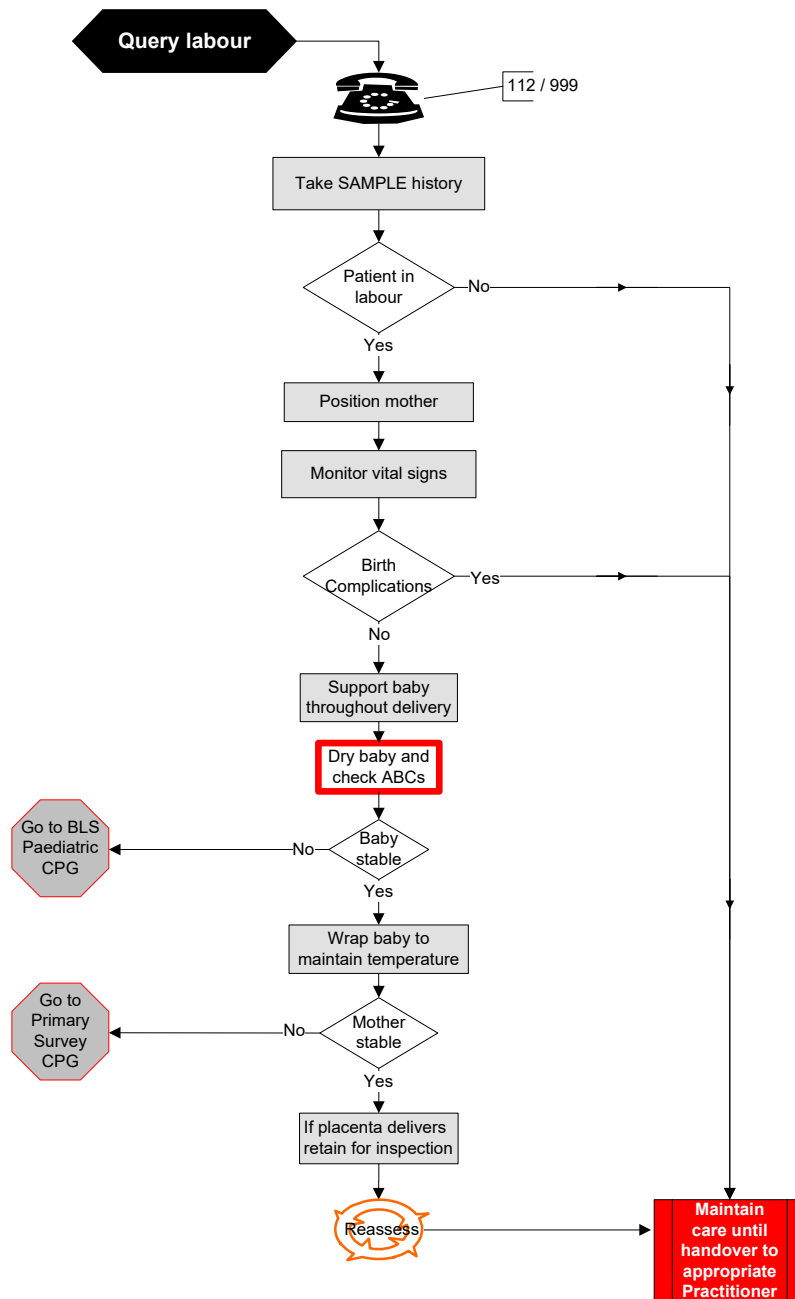 Query labour
112 / 999
Take SAMPLE history
Patient in
labour
No
Yes
Position mother
Monitor vital signs
Birth
Complications
Yes
No
Support baby
throughout delivery
Dry baby and
check ABCs
Go to BLS
Paediatric
CPG
No
Baby
stable
Yes
Wrap baby to
maintain temperature
Go to
Primary
Survey
CPG
No
Mother
stable
Yes
If placenta delivers
retain for inspection
Reassess
Maintain
care until
handover to
appropriate
Practitioner